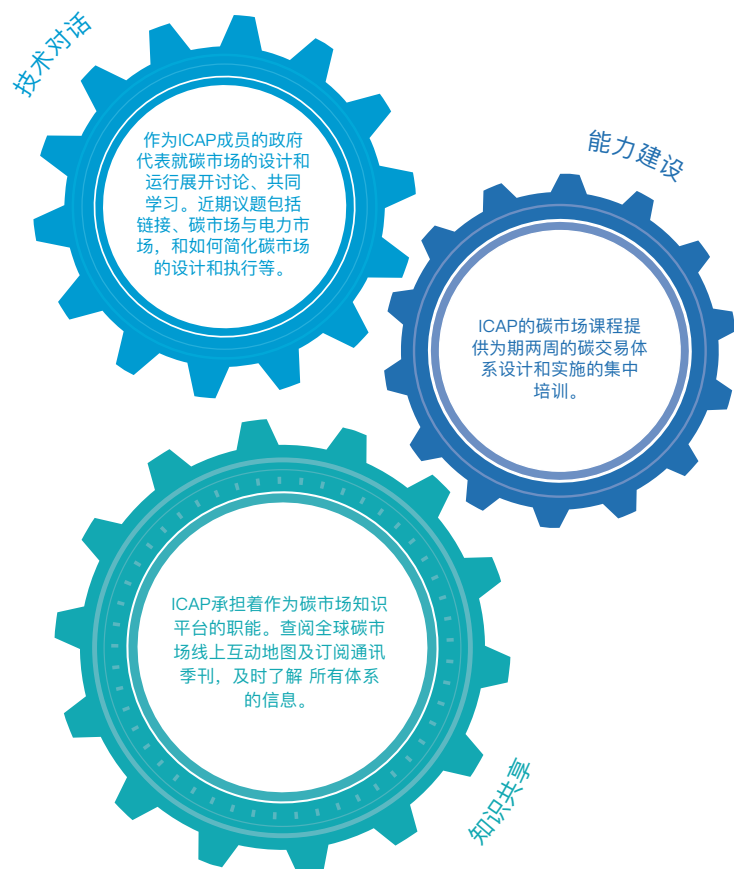 技术对话
作为ICAP成员的政府
代表就碳市场的设计和
运行展开讨论、共同
学习。近期议题包括
链接、碳市场与电力市
场，和如何简化碳市场
的设计和执行等。
能力建设
ICAP的碳市场课程提
供为期两周的碳交易体
系设计和实施的集中
培训。
ICAP承担着作为碳市场知识
平台的职能。查阅全球碳市
场线上互动地图及订阅通讯
季刊，及时了解 所有体系
的信息。
知识共享